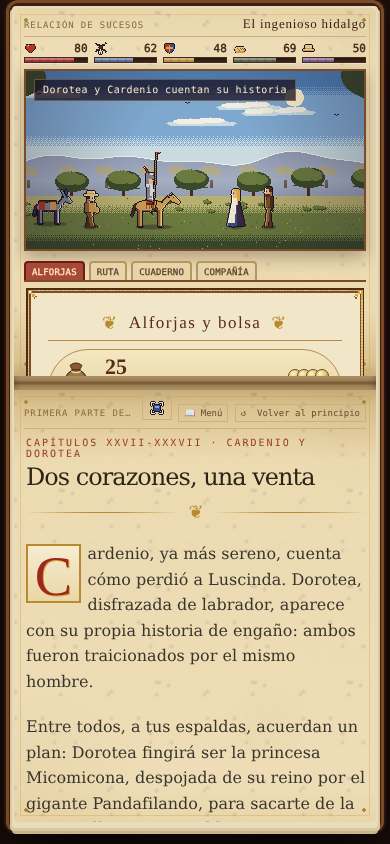 RELACIÓN DE SUCESOS
El ingenioso hidalgo
80 62 48 69 50
Dorotea y Cardenio cuentan su historia
ALFORJAS RUTA CUADERNO COMPAÑÍA
Alforjas y bolsa
25
PRIMERA PARTE DE… Menú ↺ Volver al principio
CAPÍTULOS XXVII-XXXVII · CARDENIO Y
DOROTEA
Dos corazones, una venta
Cardenio, ya más sereno, cuenta
cómo perdió a Luscinda. Dorotea,
disfrazada de labrador, aparece
con su propia historia de engaño: ambos
fueron traicionados por el mismo
hombre.
Entre todos, a tus espaldas, acuerdan un
plan: Dorotea fingirá ser la princesa
Micomicona, despojada de su reino por el
gigante Pandafilando, para sacarte de la